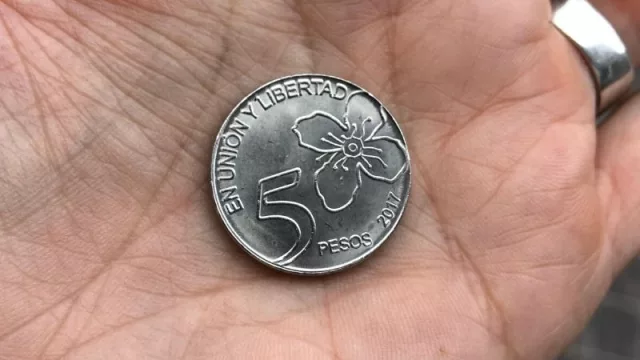 EN UNIÓN Y LIBERTAD
5
PESOS 2017